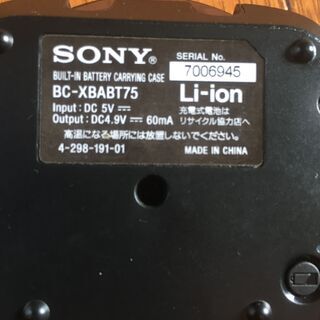 SONY®
SERIAL No.
7006945
BUILT-IN BATTERY CARRYING CASE
BC-XBABT75
Input: DC 5V ⎓
Output: DC4.9V ⎓ 60mA
Li-ion
充電式電池は
リサイクル協力店へ
高温になる場所には放置しないでください。
4-298-191-01
MADE IN CHINA